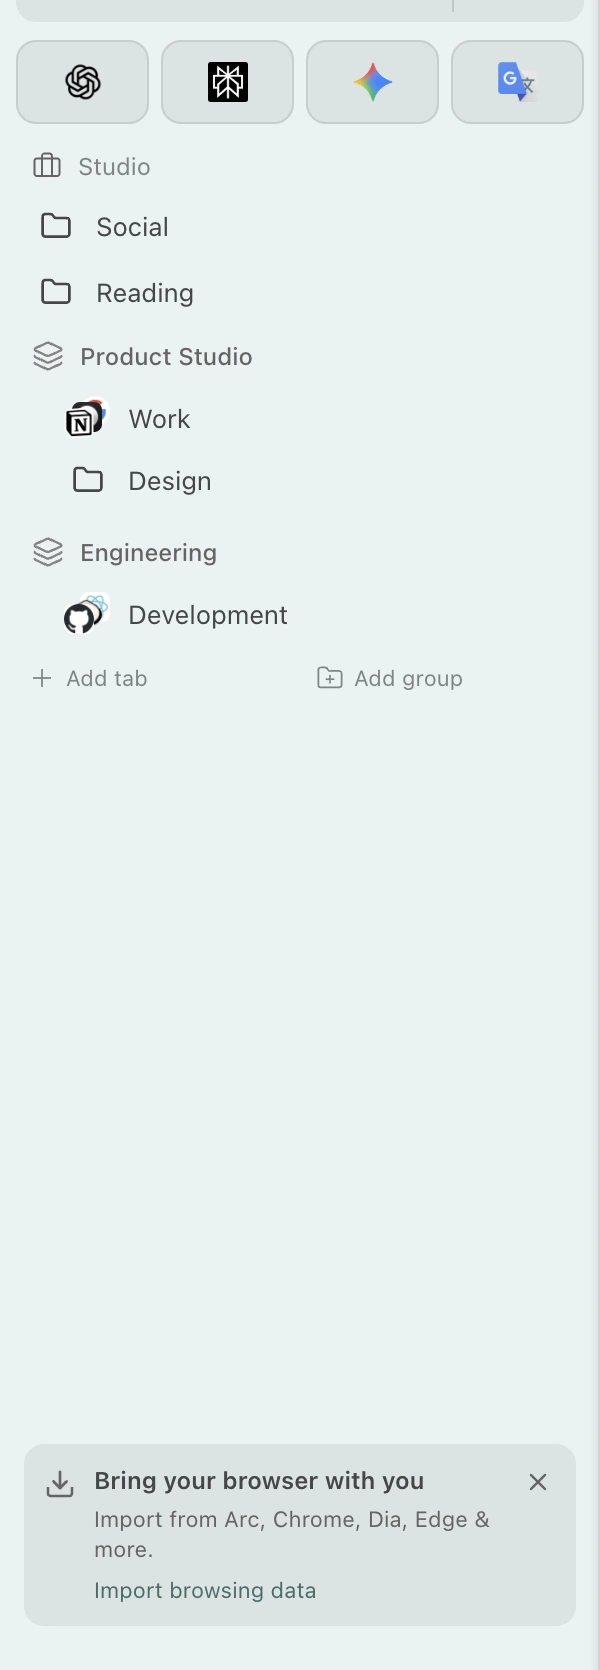 Studio
Social
Reading
Product Studio
Work
Design
Engineering
Development
Add tab
Add group
Bring your browser with you
Import from Arc, Chrome, Dia, Edge &
more.
Import browsing data